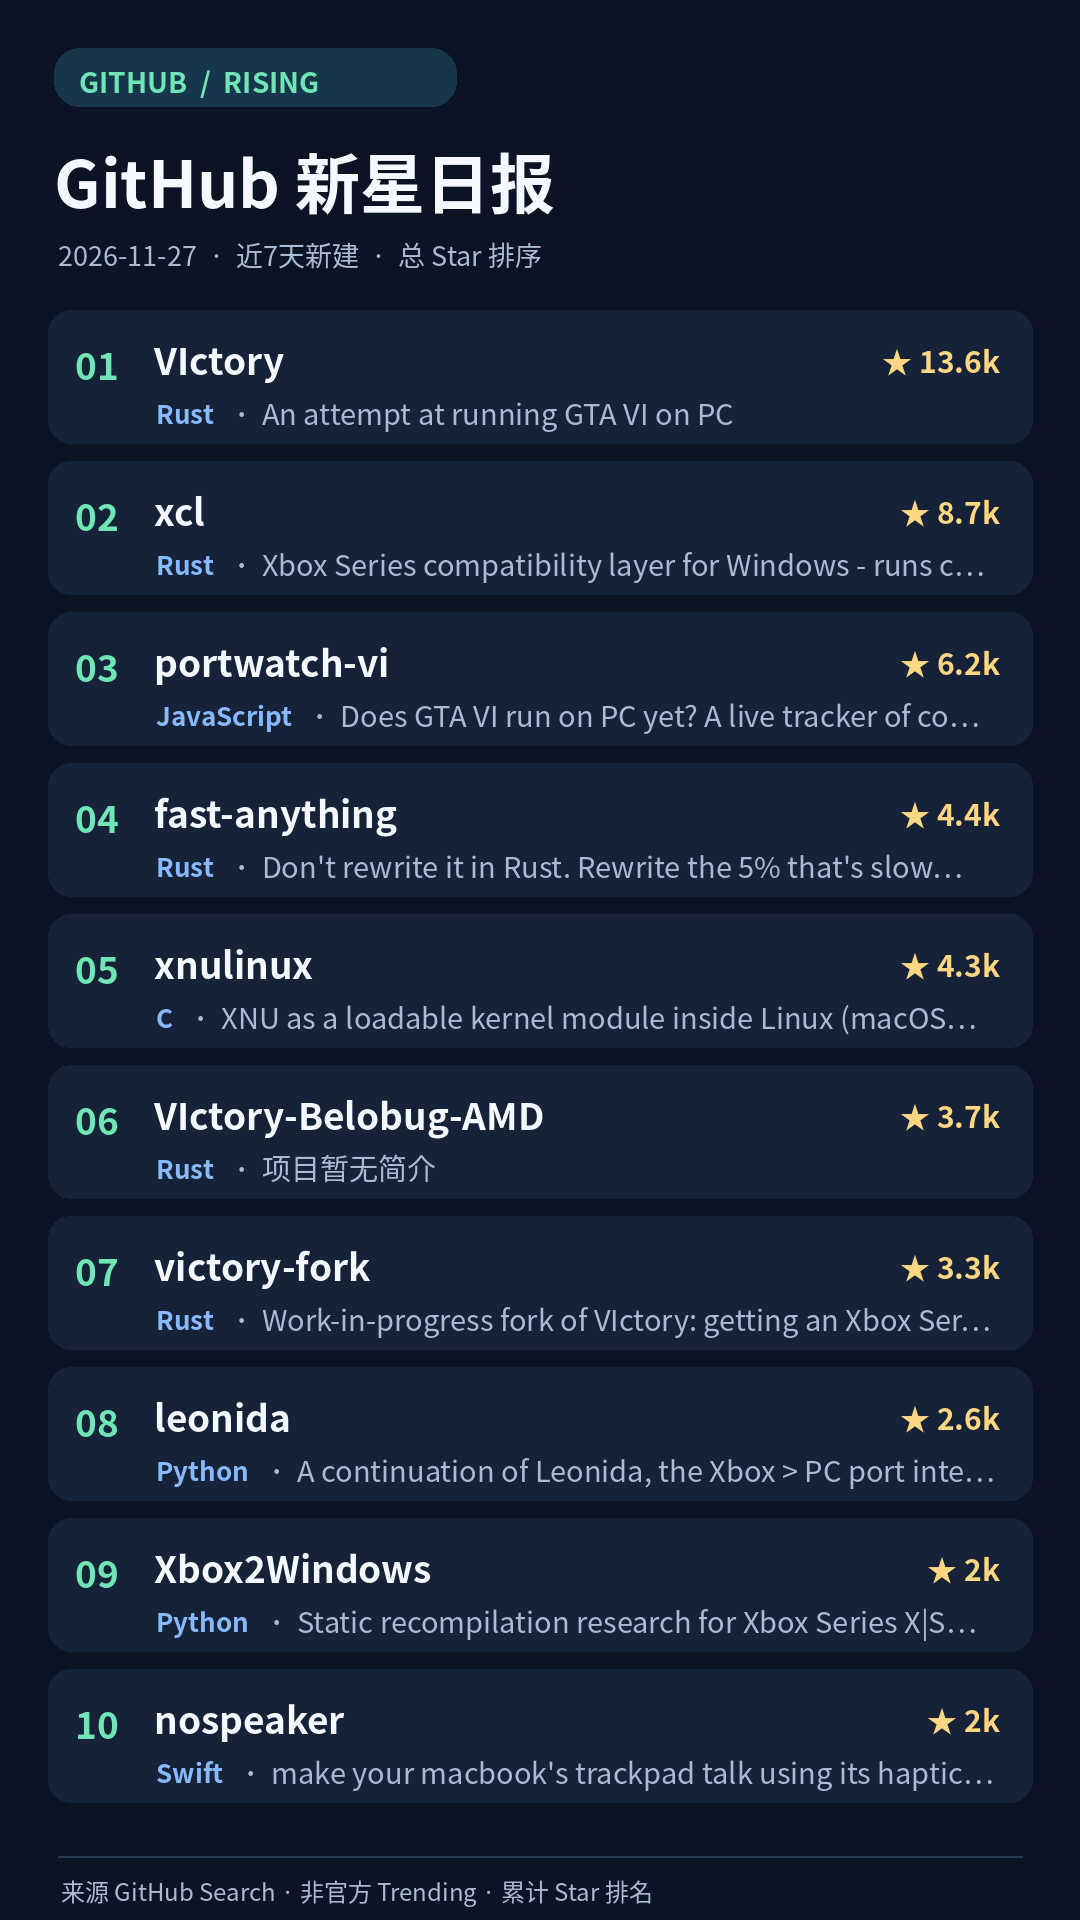 GITHUB / RISING
GitHub 新星日报
2026-11-27 · 近7天新建 · 总 Star 排序
01 VIctory ★ 13.6k
Rust · An attempt at running GTA VI on PC
02 xcl ★ 8.7k
Rust · Xbox Series compatibility layer for Windows - runs c…
03 portwatch-vi ★ 6.2k
JavaScript · Does GTA VI run on PC yet? A live tracker of co…
04 fast-anything ★ 4.4k
Rust · Don't rewrite it in Rust. Rewrite the 5% that's slow…
05 xnulinux ★ 4.3k
C · XNU as a loadable kernel module inside Linux (macOS…
06 VIctory-Belobug-AMD ★ 3.7k
Rust · 项目暂无简介
07 victory-fork ★ 3.3k
Rust · Work-in-progress fork of VIctory: getting an Xbox Ser…
08 leonida ★ 2.6k
Python · A continuation of Leonida, the Xbox > PC port inte…
09 Xbox2Windows ★ 2k
Python · Static recompilation research for Xbox Series X|S…
10 nospeaker ★ 2k
Swift · make your macbook's trackpad talk using its haptic…
来源 GitHub Search · 非官方 Trending · 累计 Star 排名